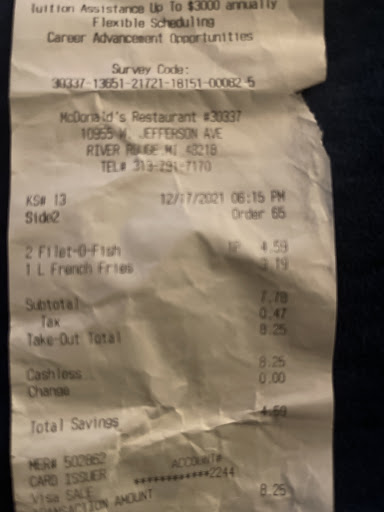 Tuition Assistance Up To $3000 annually
Flexible Scheduling
Career Advancement Opportunities
Survey Code:
30337-13651-21721-18151-00082-5
McDonald's Restaurant #30337
10955 W. JEFFERSON AVE
RIVER ROUGE MI 48218
TEL# 313-291-7170
KS# 13 12/17/2021 06:15 PM
Side2 Order 65
2 Filet-O-Fish 4.59
1 L French Fries 3.19
Subtotal 7.78
Tax 0.47
Take-Out Total 8.25
Cashless 8.25
Change 0.00
Total Savings 4.59
MER# 502862
CARD ISSUER ACCOUNT#
Visa SALE ************2244
TRANSACTION AMOUNT 8.25